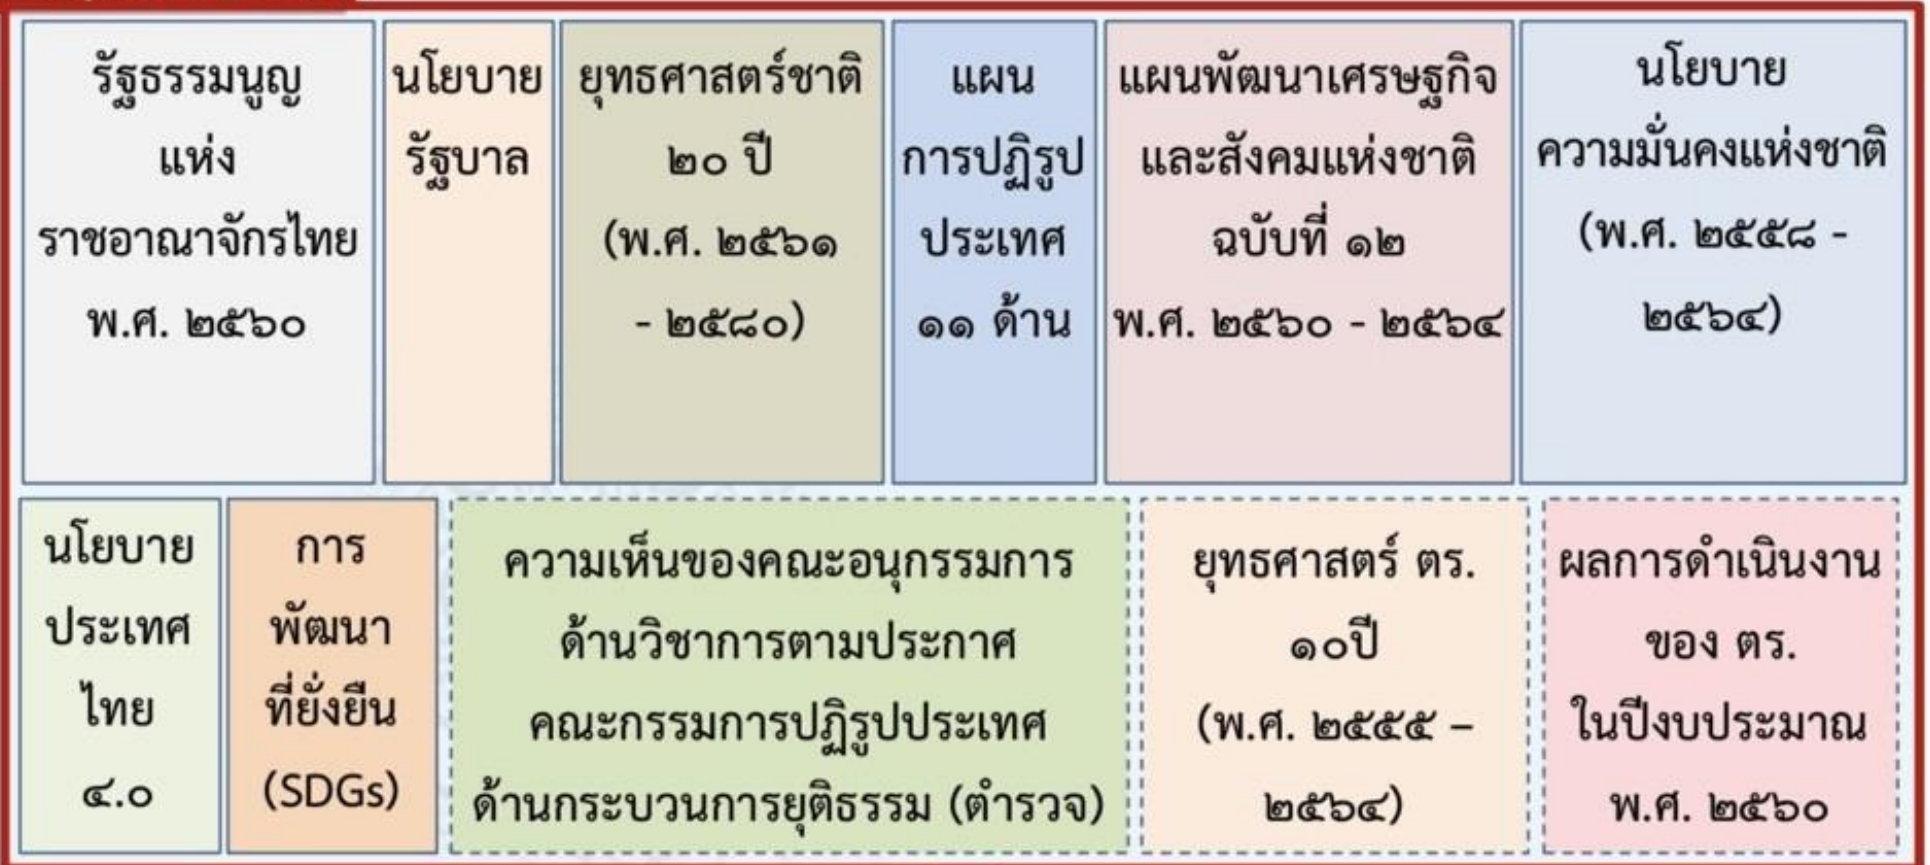 รัฐธรรมนูญ
แห่ง
ราชอาณาจักรไทย
พ.ศ. ๒๕๖๐
นโยบาย
รัฐบาล
ยุทธศาสตร์ชาติ
๒๐ ปี
(พ.ศ. ๒๕๖๑
- ๒๕๘๐)
แผน
การปฏิรูป
ประเทศ
๑๑ ด้าน
แผนพัฒนาเศรษฐกิจ
และสังคมแห่งชาติ
ฉบับที่ ๑๒
พ.ศ. ๒๕๖๐ - ๒๕๖๔
นโยบาย
ความมั่นคงแห่งชาติ
(พ.ศ. ๒๕๕๘ -
๒๕๖๔)
นโยบาย
ประเทศ
ไทย
๔.๐
การ
พัฒนา
ที่ยั่งยืน
(SDGs)
ความเห็นของคณะอนุกรรมการ
ด้านวิชาการตามประกาศ
คณะกรรมการปฏิรูปประเทศ
ด้านกระบวนการยุติธรรม (ตำรวจ)
ยุทธศาสตร์ ตร.
๑๐ปี
(พ.ศ. ๒๕๕๕ –
๒๕๖๔)
ผลการดำเนินงาน
ของ ตร.
ในปีงบประมาณ
พ.ศ. ๒๕๖๐